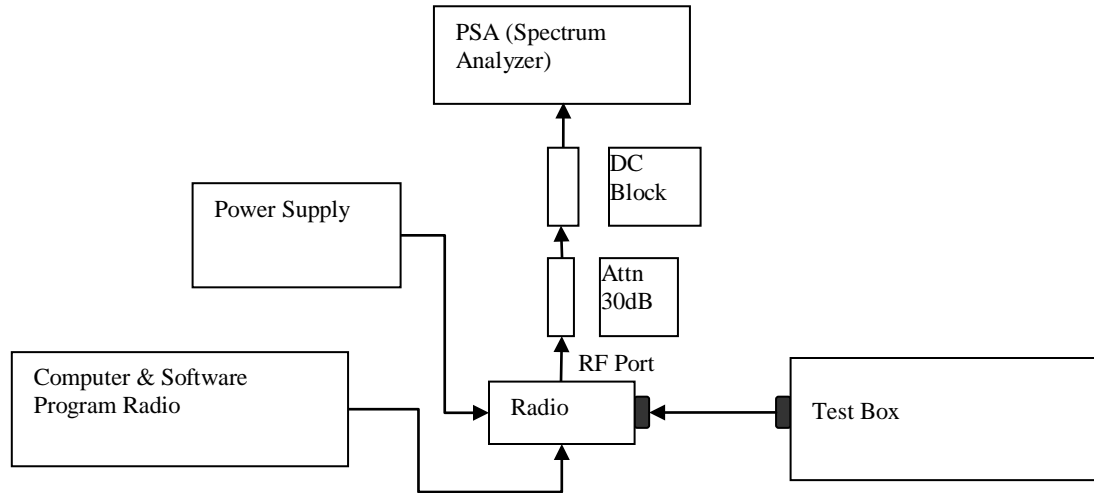 PSA (Spectrum
Analyzer)
DC
Block
Power Supply
Attn
30dB
RF Port
Computer & Software
Program Radio
Radio
Test Box